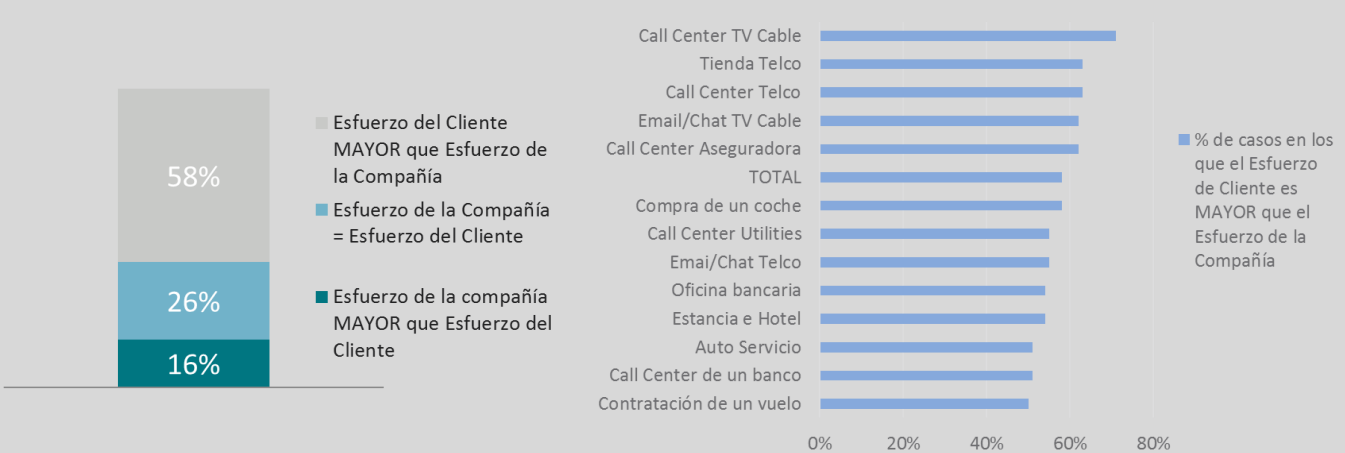 58%
26%
16%
Esfuerzo del Cliente
MAYOR que Esfuerzo de
la Compañía
Esfuerzo de la Compañía
= Esfuerzo del Cliente
Esfuerzo de la compañía
MAYOR que Esfuerzo del
Cliente
Call Center TV Cable
Tienda Telco
Call Center Telco
Email/Chat TV Cable
Call Center Aseguradora
TOTAL
Compra de un coche
Call Center Utilities
Emai/Chat Telco
Oficina bancaria
Estancia e Hotel
Auto Servicio
Call Center de un banco
Contratación de un vuelo
0% 20% 40% 60% 80%
% de casos en los
que el Esfuerzo
de Cliente es
MAYOR que el
Esfuerzo de la
Compañía